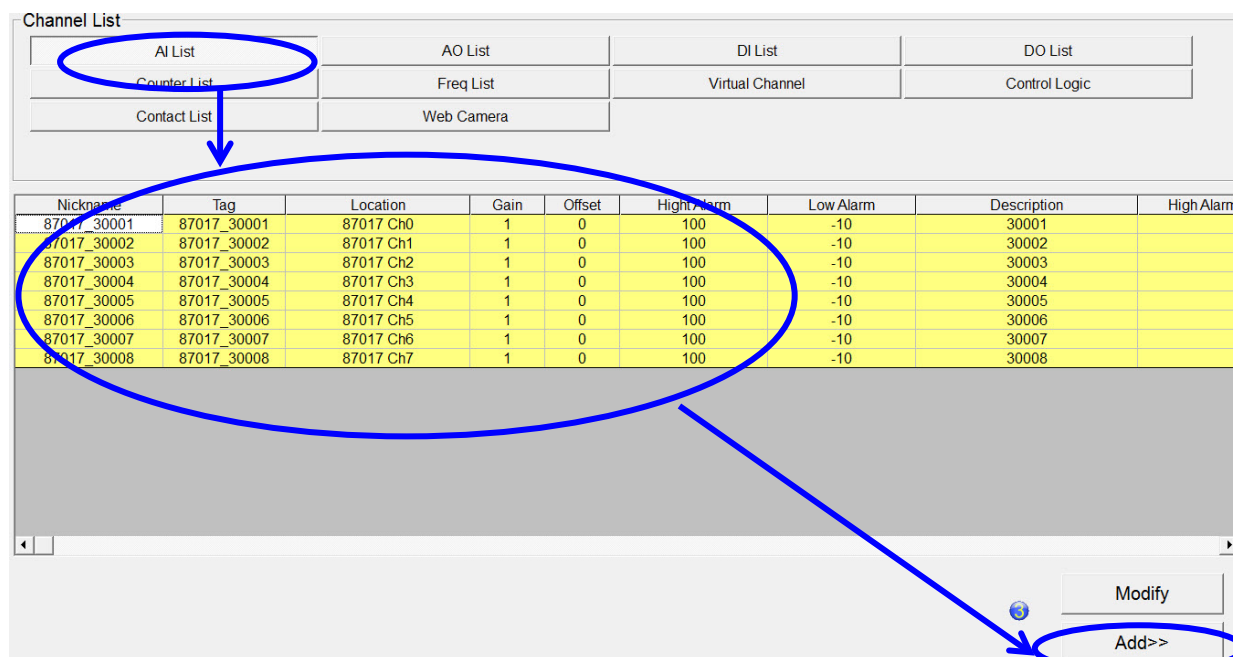 Channel List
AI List AO List DI List DO List
Counter List Freq List Virtual Channel Control Logic
Contact List Web Camera
Nickname Tag Location Gain Offset Hight Alarm Low Alarm Description High Alarm
87017_30001 87017_30001 87017 Ch0 1 0 100 -10 30001
87017_30002 87017_30002 87017 Ch1 1 0 100 -10 30002
87017_30003 87017_30003 87017 Ch2 1 0 100 -10 30003
87017_30004 87017_30004 87017 Ch3 1 0 100 -10 30004
87017_30005 87017_30005 87017 Ch4 1 0 100 -10 30005
87017_30006 87017_30006 87017 Ch5 1 0 100 -10 30006
87017_30007 87017_30007 87017 Ch6 1 0 100 -10 30007
87017_30008 87017_30008 87017 Ch7 1 0 100 -10 30008
Modify
3
Add>>